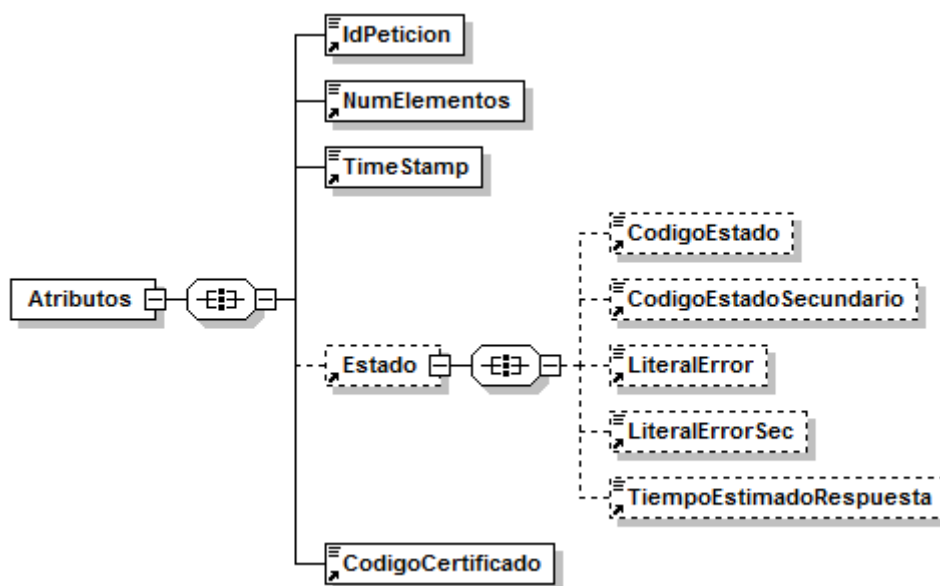 IdPeticion
NumElementos
TimeStamp
CodigoEstado
Atributos
CodigoEstadoSecundario
Estado
LiteralError
LiteralErrorSec
TiempoEstimadoRespuesta
CodigoCertificado